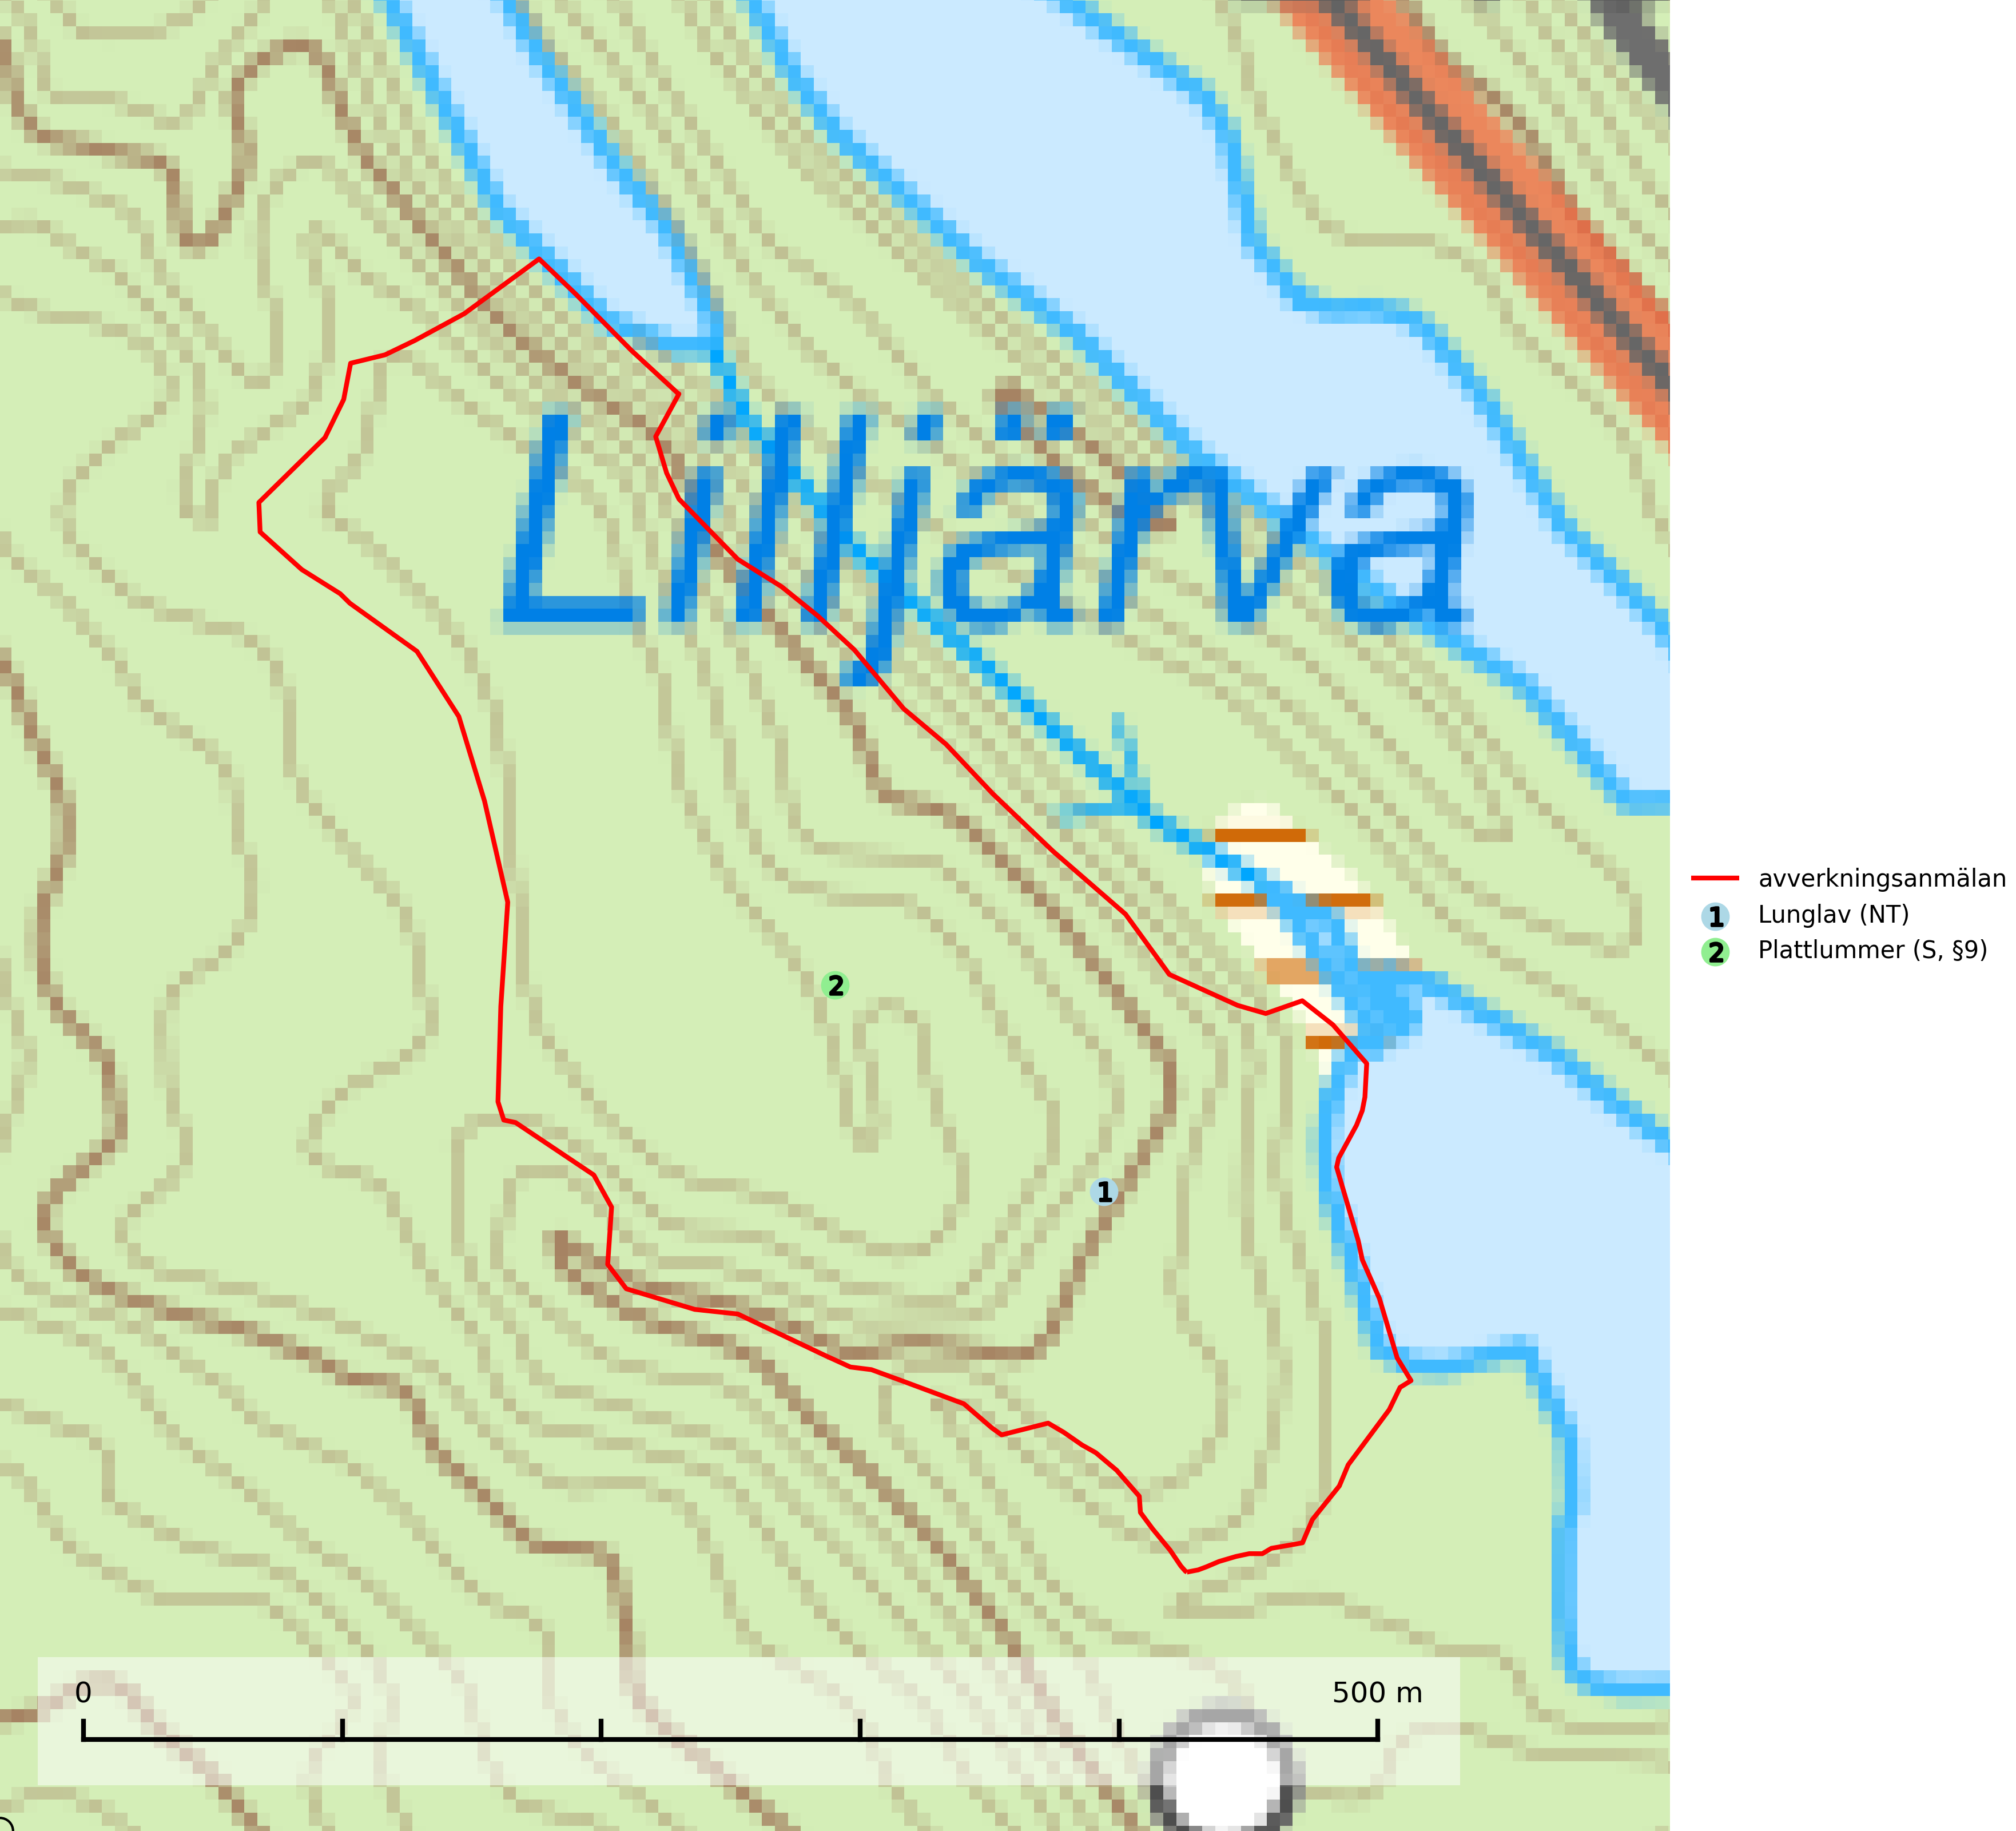 Lilljärva
avverkningsanmälan
1 Lunglav (NT)
2 Plattlummer (S, §9)
2
1
0 500 m